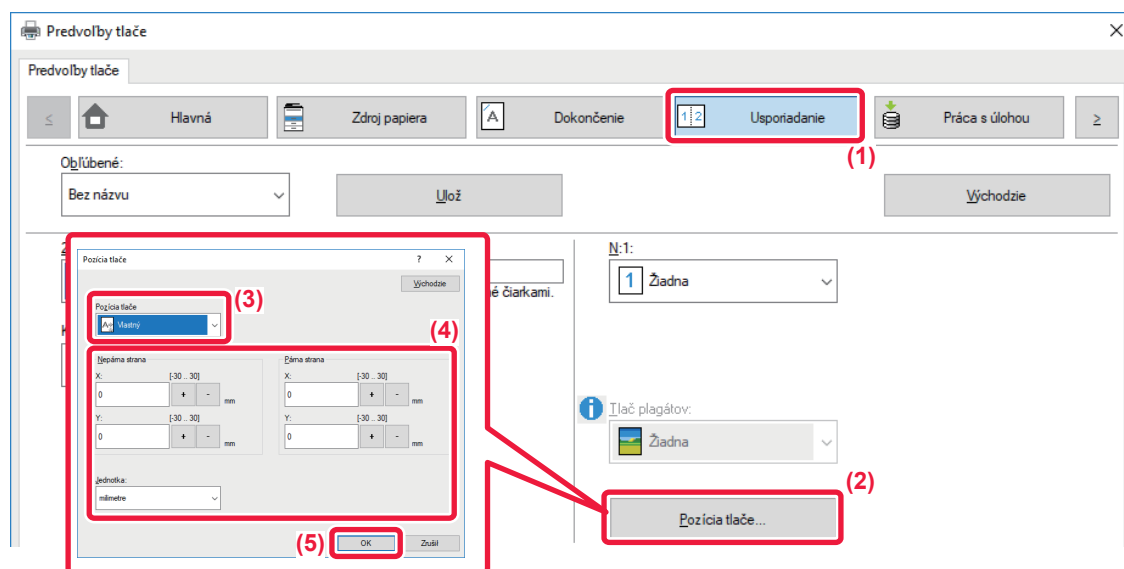 Predvoľby tlače
Predvoľby tlače
< Hlavná Zdroj papiera Dokončenie Usporiadanie Práca s úlohou >
(1)
Obľúbené:
Bez názvu Ulož Východzie
2
N:1:
Žiadna
é čiarkami.
K
Pozícia tlače ? ×
Východzie
Pozícia tlače
(3)
Vlastný
(4)
Nepárna strana Párna strana
X: [-30 .. 30] X: [-30 .. 30]
0 + - mm 0 + - mm
Y: [-30 .. 30] Y: [-30 .. 30]
0 + - mm 0 + - mm
Jednotka:
milimetre
(5) OK Zrušiť
Tlač plagátov:
Žiadna
(2)
Pozícia tlače...